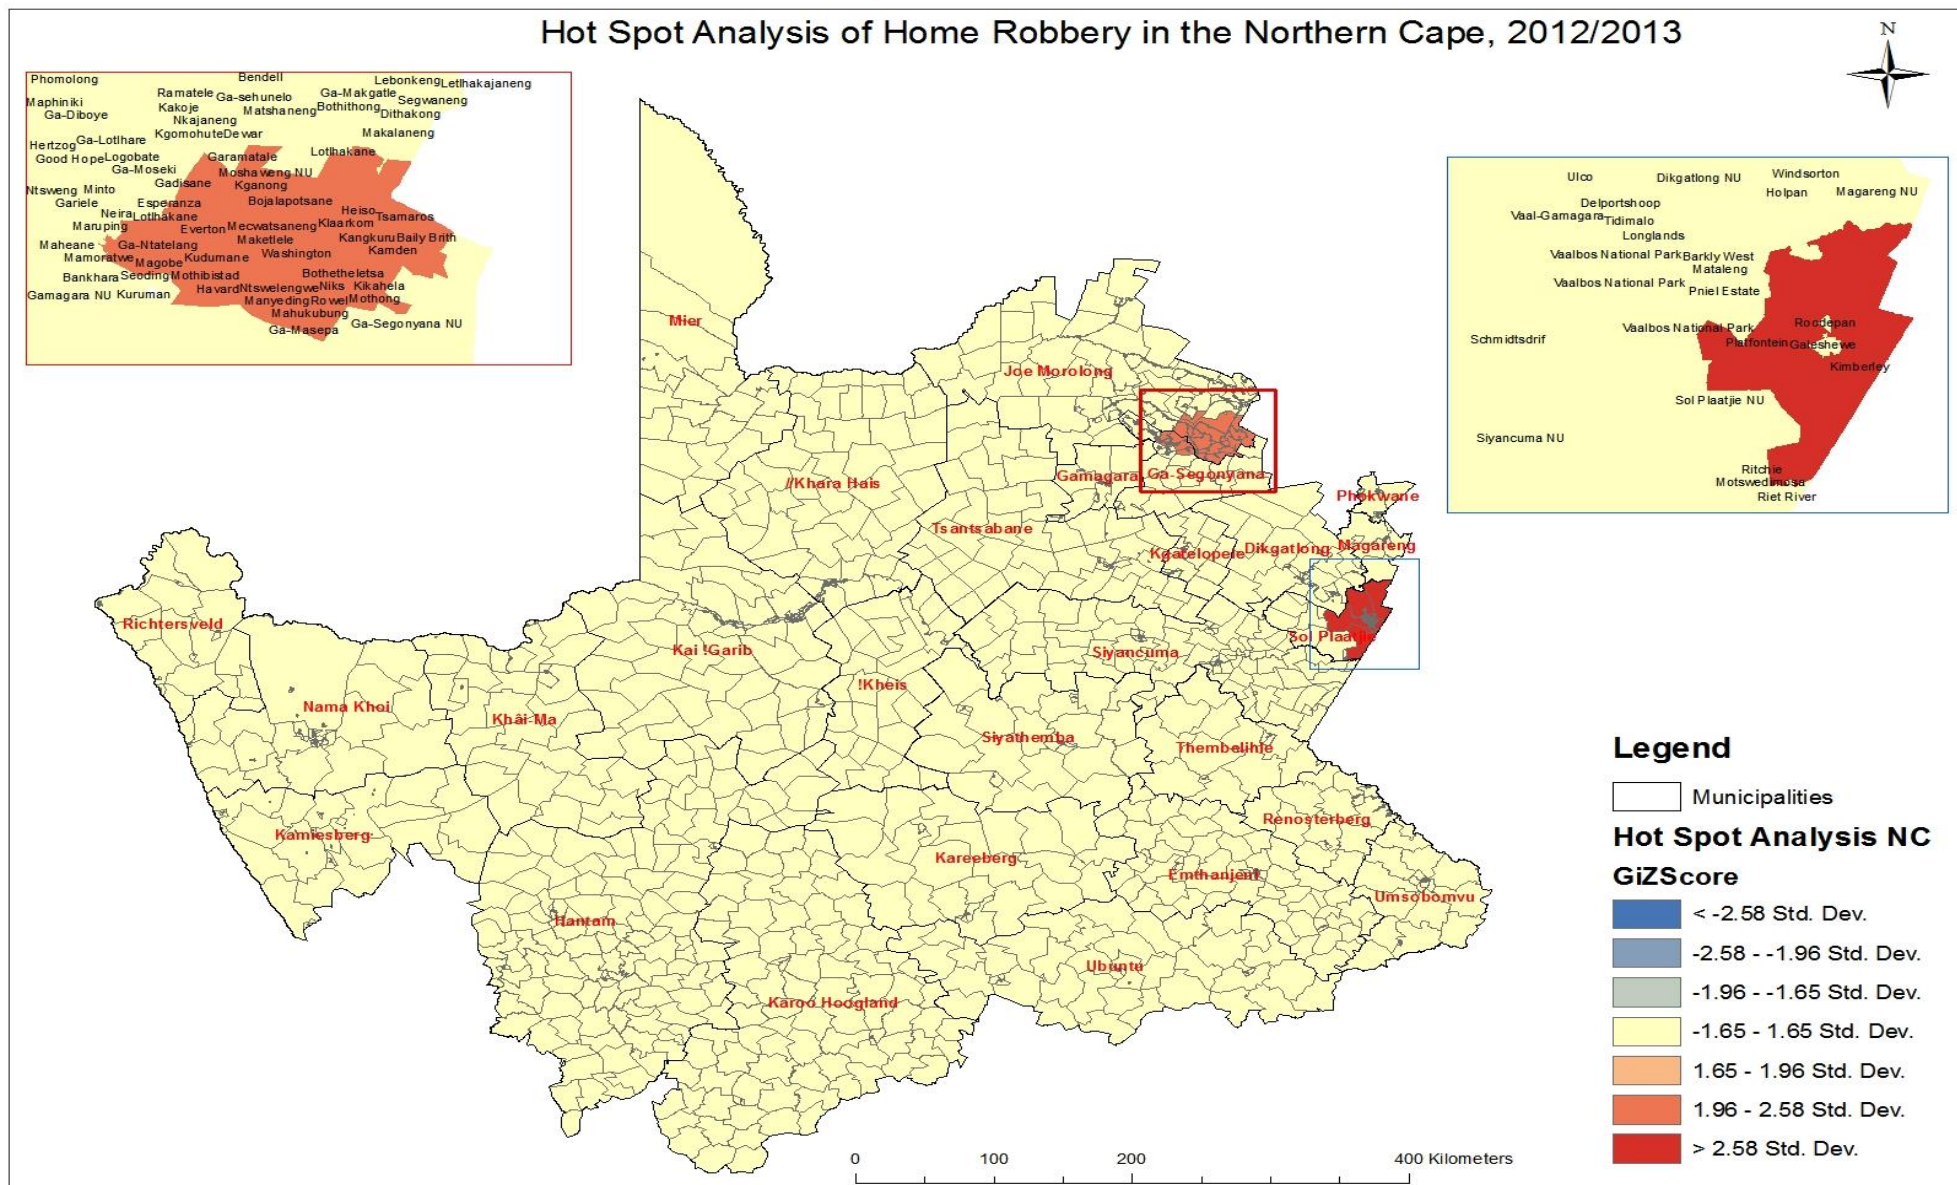 Hot Spot Analysis of Home Robbery in the Northern Cape, 2012/2013
N
Phomolong
Bendell
Lebonkeng
Letlhakajaneng
Ramatele
Ga-sehunelo
Ga-Makgatle
Segwaneng
Maphiniki
Kakoje
Matshaneng
Bothithong
Dithakong
Ga-Diboye
Nkajaneng
Kgomohute
Dewar
Makalaneng
Hertzog
Ga-Lotlhare
Good Hope
Logobate
Garamatale
Lotlhakane
Ga-Moseki
Moshaweng NU
Gadisane
Kganong
Ntsweng
Minto
Gariele
Esperanza
Bojalapotsane
Heiso
Neira
Lotlhakane
Tsamaros
Maruping
Everton
Mecwatsaneng
Klaarkom
Maheane
Ga-Ntatelang
Maketlele
Kangkuru
Baily Brith
Mamoratwe
Magobe
Kudumane
Washington
Kamden
Bankhara
Seoding
Mothibistad
Bothetheletsa
Gamagara NU
Kuruman
Havard
Ntswelengwe
Niks
Kikahela
Manyeding
Rowel
Mothong
Mahukubung
Ga-Masepa
Ga-Segonyana NU
Ulco
Dikgatlong NU
Windsorton
Holpan
Magareng NU
Delportshoop
Vaal-Gamagara
Tidimalo
Longlands
Vaalbos National Park
Barkly West
Mataleng
Vaalbos National Park
Pniel Estate
Schmidtsdrif
Vaalbos National Park
Roodepan
Platfontein
Galeshewe
Kimberley
Sol Plaatjie NU
Siyancuma NU
Ritchie
Motswedimosa
Riet River
Mier
Joe Morolong
//Khara Hais
Gamagara
Ga-Segonyana
Phokwane
Tsantsabane
Kgatelopele
Dikgatlong
Magareng
Richtersveld
Kai !Garib
Siyancuma
Sol Plaatjie
!Kheis
Nama Khoi
Khâi-Ma
Siyathemba
Thembelihle
Kamiesberg
Renosterberg
Kareeberg
Emthanjeni
Umsobomvu
Hantam
Ubuntu
Karoo Hoogland
Legend
Municipalities
Hot Spot Analysis NC
GiZScore
< -2.58 Std. Dev.
-2.58 - -1.96 Std. Dev.
-1.96 - -1.65 Std. Dev.
-1.65 - 1.65 Std. Dev.
1.65 - 1.96 Std. Dev.
1.96 - 2.58 Std. Dev.
> 2.58 Std. Dev.
0 100 200 400 Kilometers